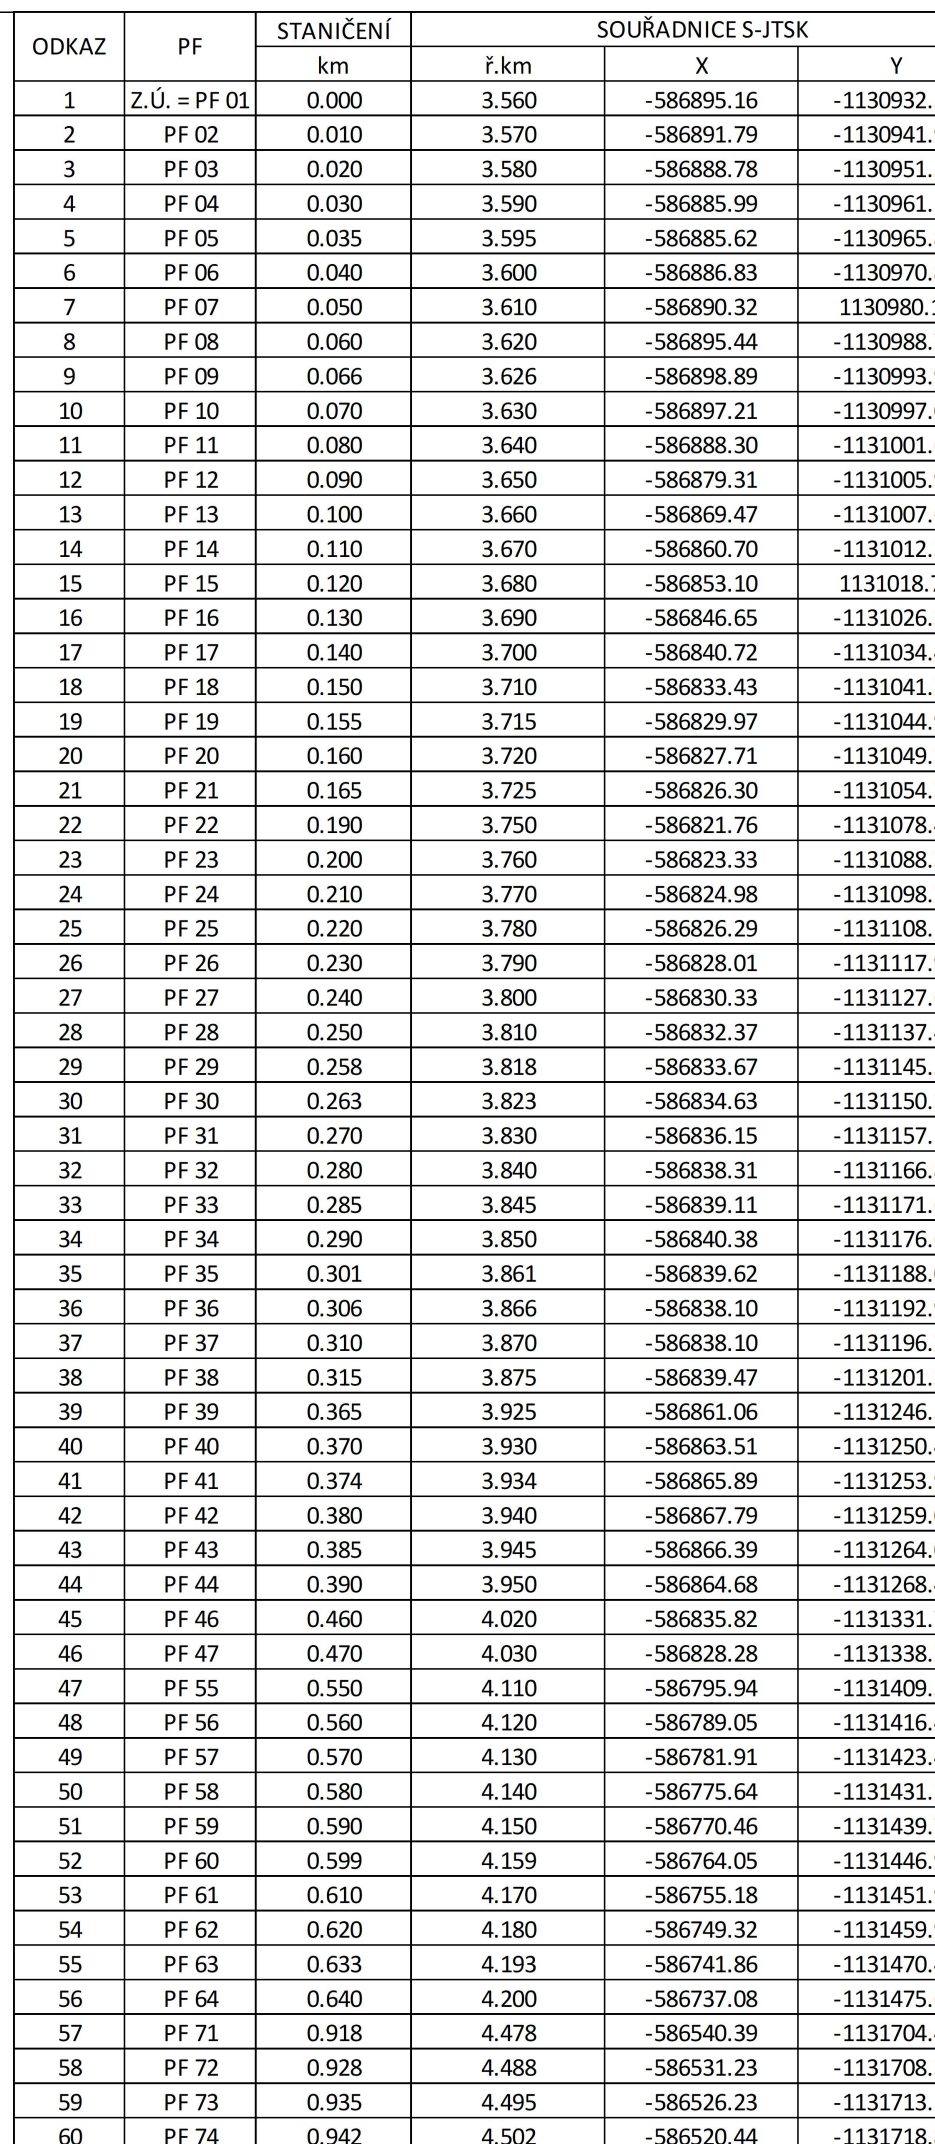 ODKAZ PF STANIČENÍ SOUŘADNICE S-JTSK
km ř.km X Y
1 Z.Ú. = PF 01 0.000 3.560 -586895.16 -1130932.
2 PF 02 0.010 3.570 -586891.79 -1130941.
3 PF 03 0.020 3.580 -586888.78 -1130951.
4 PF 04 0.030 3.590 -586885.99 -1130961.
5 PF 05 0.035 3.595 -586885.62 -1130965.
6 PF 06 0.040 3.600 -586886.83 -1130970.
7 PF 07 0.050 3.610 -586890.32 1130980.
8 PF 08 0.060 3.620 -586895.44 -1130988.
9 PF 09 0.066 3.626 -586898.89 -1130993.
10 PF 10 0.070 3.630 -586897.21 -1130997.
11 PF 11 0.080 3.640 -586888.30 -1131001.
12 PF 12 0.090 3.650 -586879.31 -1131005.
13 PF 13 0.100 3.660 -586869.47 -1131007.
14 PF 14 0.110 3.670 -586860.70 -1131012.
15 PF 15 0.120 3.680 -586853.10 1131018.
16 PF 16 0.130 3.690 -586846.65 -1131026.
17 PF 17 0.140 3.700 -586840.72 -1131034.
18 PF 18 0.150 3.710 -586833.43 -1131041.
19 PF 19 0.155 3.715 -586829.97 -1131044.
20 PF 20 0.160 3.720 -586827.71 -1131049.
21 PF 21 0.165 3.725 -586826.30 -1131054.
22 PF 22 0.190 3.750 -586821.76 -1131078.
23 PF 23 0.200 3.760 -586823.33 -1131088.
24 PF 24 0.210 3.770 -586824.98 -1131098.
25 PF 25 0.220 3.780 -586826.29 -1131108.
26 PF 26 0.230 3.790 -586828.01 -1131117.
27 PF 27 0.240 3.800 -586830.33 -1131127.
28 PF 28 0.250 3.810 -586832.37 -1131137.
29 PF 29 0.258 3.818 -586833.67 -1131145.
30 PF 30 0.263 3.823 -586834.63 -1131150.
31 PF 31 0.270 3.830 -586836.15 -1131157.
32 PF 32 0.280 3.840 -586838.31 -1131166.
33 PF 33 0.285 3.845 -586839.11 -1131171.
34 PF 34 0.290 3.850 -586840.38 -1131176.
35 PF 35 0.301 3.861 -586839.62 -1131188.
36 PF 36 0.306 3.866 -586838.10 -1131192.
37 PF 37 0.310 3.870 -586838.10 -1131196.
38 PF 38 0.315 3.875 -586839.47 -1131201.
39 PF 39 0.365 3.925 -586861.06 -1131246.
40 PF 40 0.370 3.930 -586863.51 -1131250.
41 PF 41 0.374 3.934 -586865.89 -1131253.
42 PF 42 0.380 3.940 -586867.79 -1131259.
43 PF 43 0.385 3.945 -586866.39 -1131264.
44 PF 44 0.390 3.950 -586864.68 -1131268.
45 PF 46 0.460 4.020 -586835.82 -1131331.
46 PF 47 0.470 4.030 -586828.28 -1131338.
47 PF 55 0.550 4.110 -586795.94 -1131409.
48 PF 56 0.560 4.120 -586789.05 -1131416.
49 PF 57 0.570 4.130 -586781.91 -1131423.
50 PF 58 0.580 4.140 -586775.64 -1131431.
51 PF 59 0.590 4.150 -586770.46 -1131439.
52 PF 60 0.599 4.159 -586764.05 -1131446.
53 PF 61 0.610 4.170 -586755.18 -1131451.
54 PF 62 0.620 4.180 -586749.32 -1131459.
55 PF 63 0.633 4.193 -586741.86 -1131470.
56 PF 64 0.640 4.200 -586737.08 -1131475.
57 PF 71 0.918 4.478 -586540.39 -1131704.
58 PF 72 0.928 4.488 -586531.23 -1131708.
59 PF 73 0.935 4.495 -586526.23 -1131713.
60 PF 74 0.942 4.502 -586520.44 -1131718.